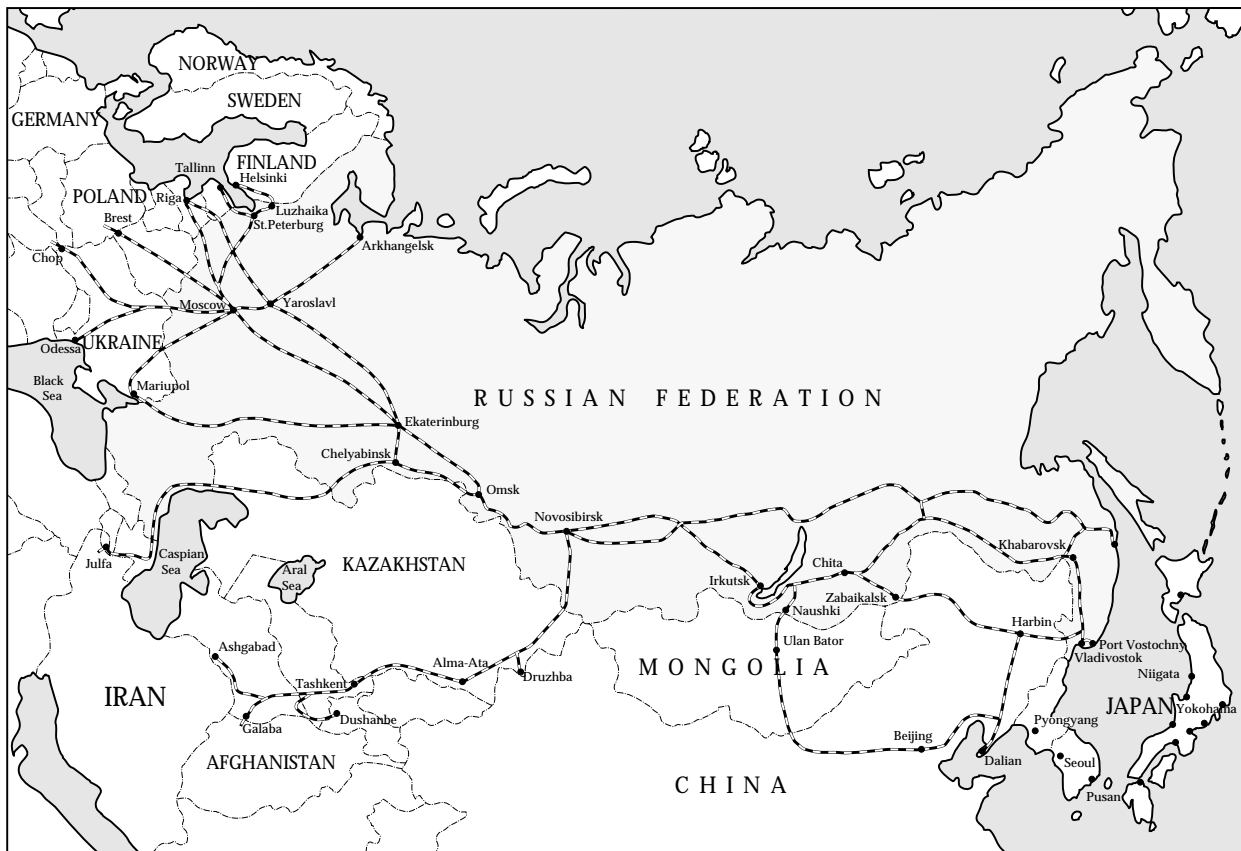 NORWAY
SWEDEN
GERMANY
FINLAND
Tallinn
Helsinki
POLAND
Riga
Luzhaika
Brest
St.Peterburg
Chop
Arkhangelsk
Moscow
Yaroslavl
Odessa
UKRAINE
Black
Sea
Mariupol
RUSSIAN FEDERATION
Ekaterinburg
Chelyabinsk
Omsk
Novosibirsk
Julfa
Caspian
Sea
Aral
Sea
KAZAKHSTAN
Khabarovsk
Chita
Irkutsk
Zabaikalsk
Naushki
Harbin
Ulan Bator
Port Vostochny
Vladivostok
Ashgabad
Alma-Ata
Druzhba
MONGOLIA
Niigata
Tashkent
IRAN
JAPAN
Yokohama
Dushanbe
Galaba
Pyongyang
Beijing
AFGHANISTAN
Dalian
Seoul
CHINA
Pusan